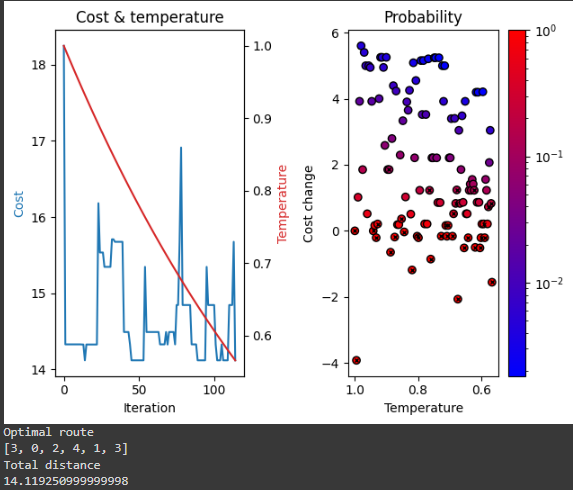 Cost & temperature
18
17
16
15
14
Cost
0
50
100
Iteration
1.0
0.9
0.8
0.7
0.6
Temperature
Probability
6
4
2
0
−2
−4
Cost change
1.0
0.8
0.6
Temperature
10⁰
10⁻¹
10⁻²
Optimal route
[3, 0, 2, 4, 1, 3]
Total distance
14.119250999999998